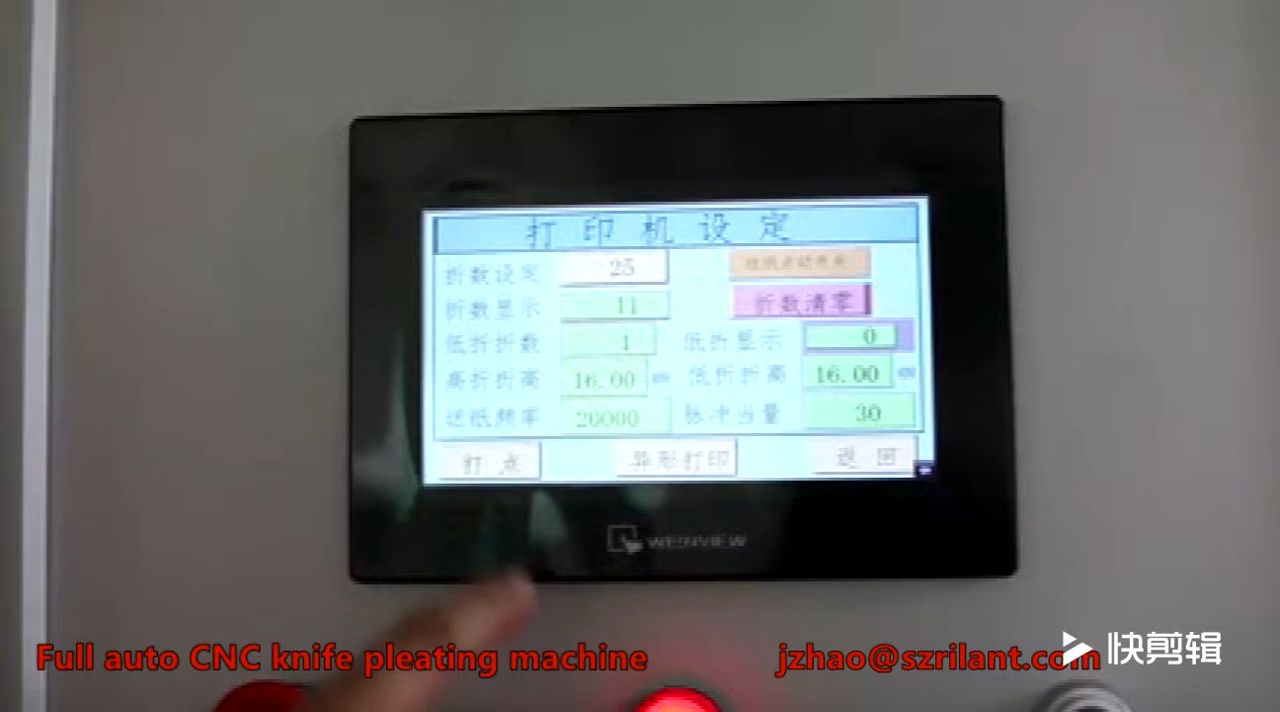 打印机设定
折数设定 25
折数显示 11 折数清零
低折折数 1 低折显示 0
高折折高 16.00 mm 低折折高 16.00 mm
送纸频率 20000 脉冲当量 30
打点 异形打印 返回
WEINVIEW
Full auto CNC knife pleating machine jzhao@szrilant.com
快剪辑